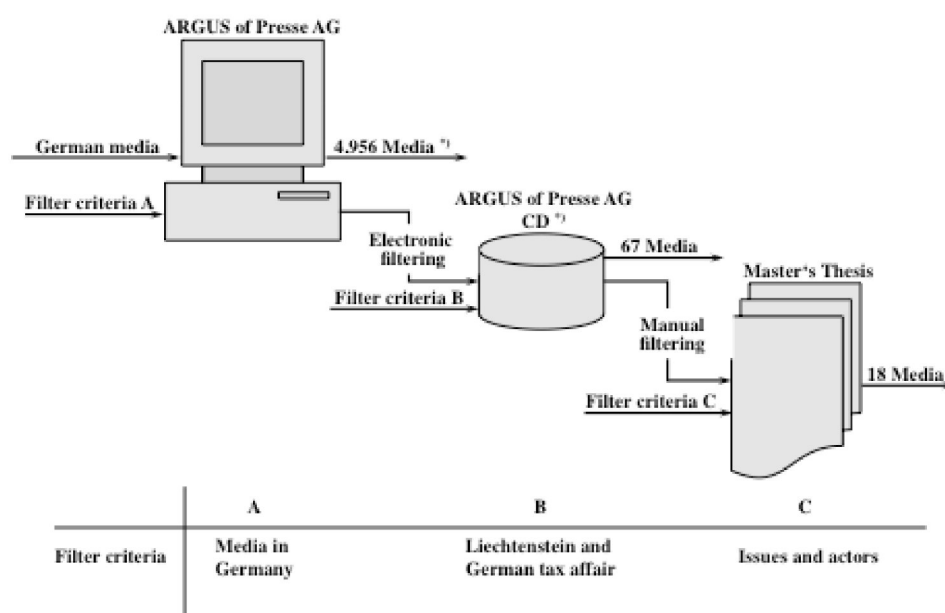 ARGUS of Presse AG
German media
4.956 Media *)
Filter criteria A
ARGUS of Presse AG
CD *)
Electronic
filtering
67 Media
Filter criteria B
Master's Thesis
Manual
filtering
18 Media
Filter criteria C
A B C
Filter criteria Media in Liechtenstein and Issues and actors
Germany German tax affair